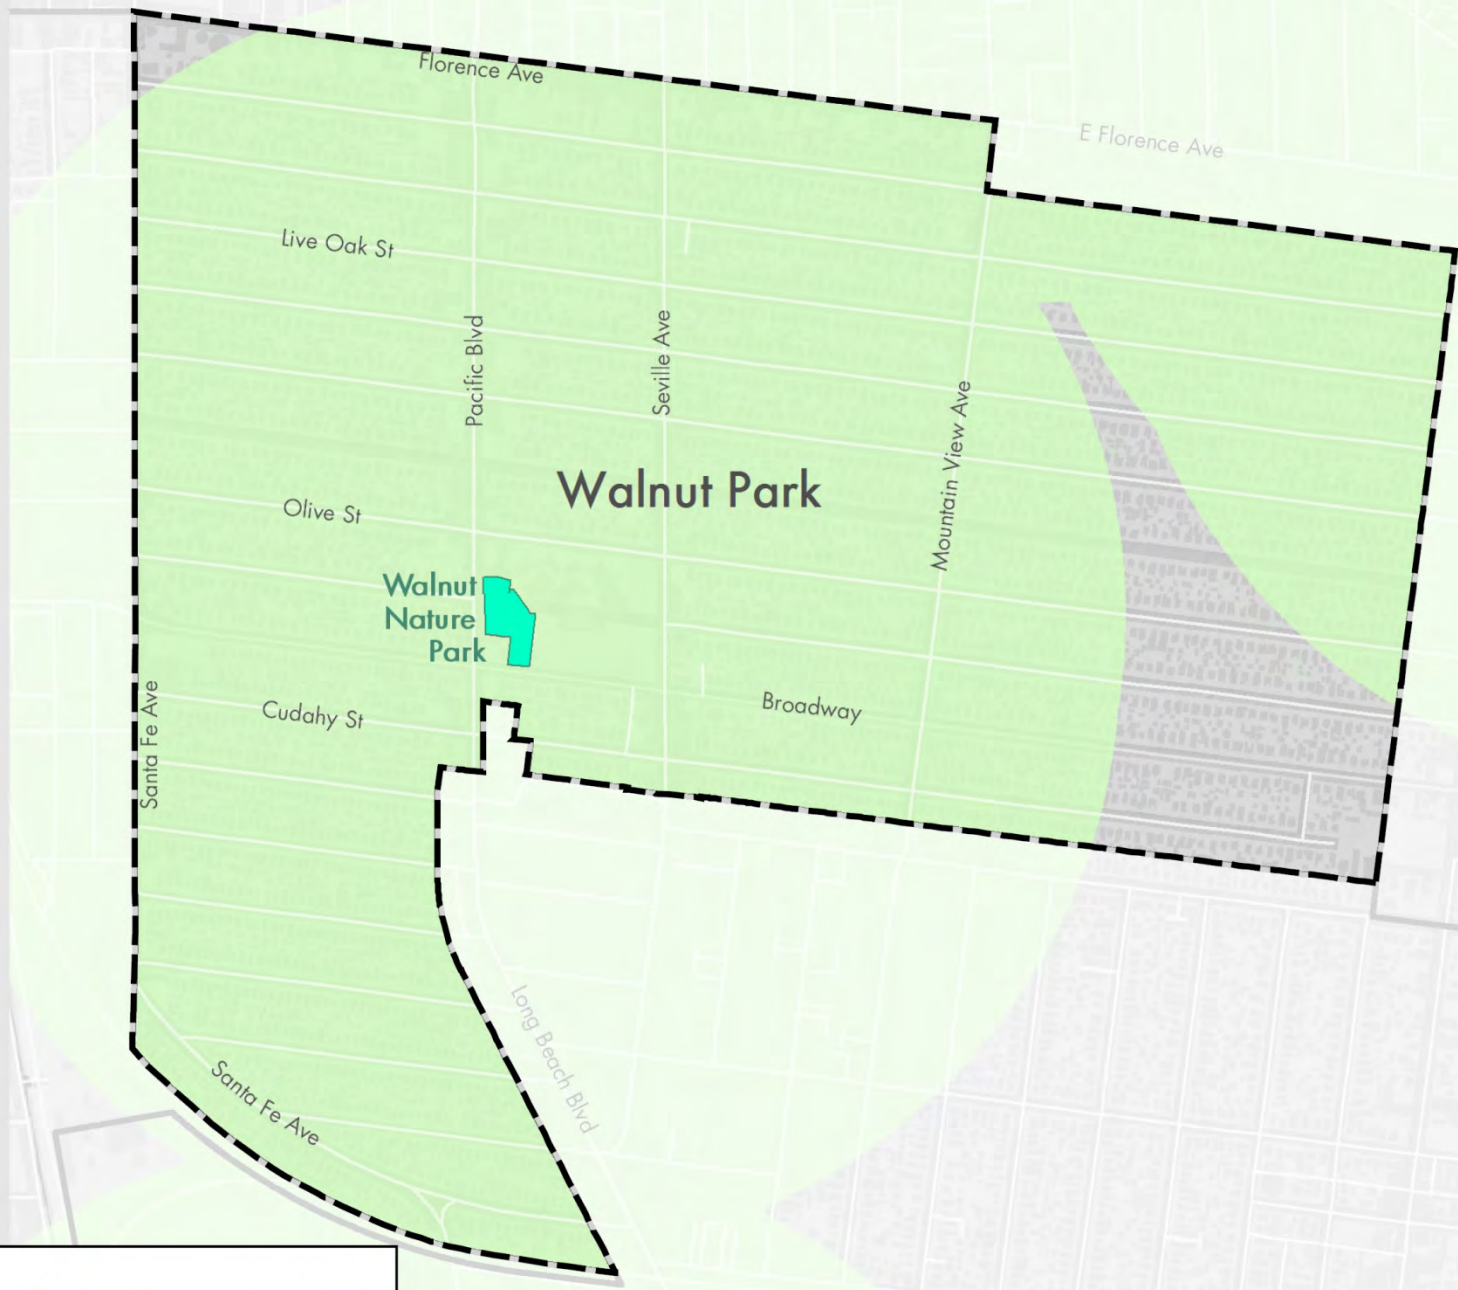 Florence Ave
E Florence Ave
Live Oak St
Pacific Blvd
Seville Ave
Mountain View Ave
Walnut Park
Olive St
Walnut
Nature
Park
Santa Fe Ave
Cudahy St
Broadway
Long Beach Blvd
Santa Fe Ave